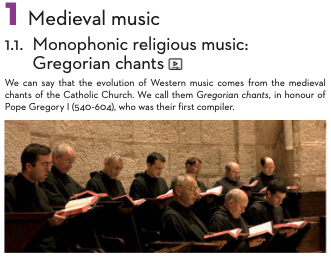 1 Medieval music
1.1. Monophonic religious music:
Gregorian chants
We can say that the evolution of Western music comes from the medieval
chants of the Catholic Church. We call them Gregorian chants, in honour of
Pope Gregory I (540-604), who was their first compiler.